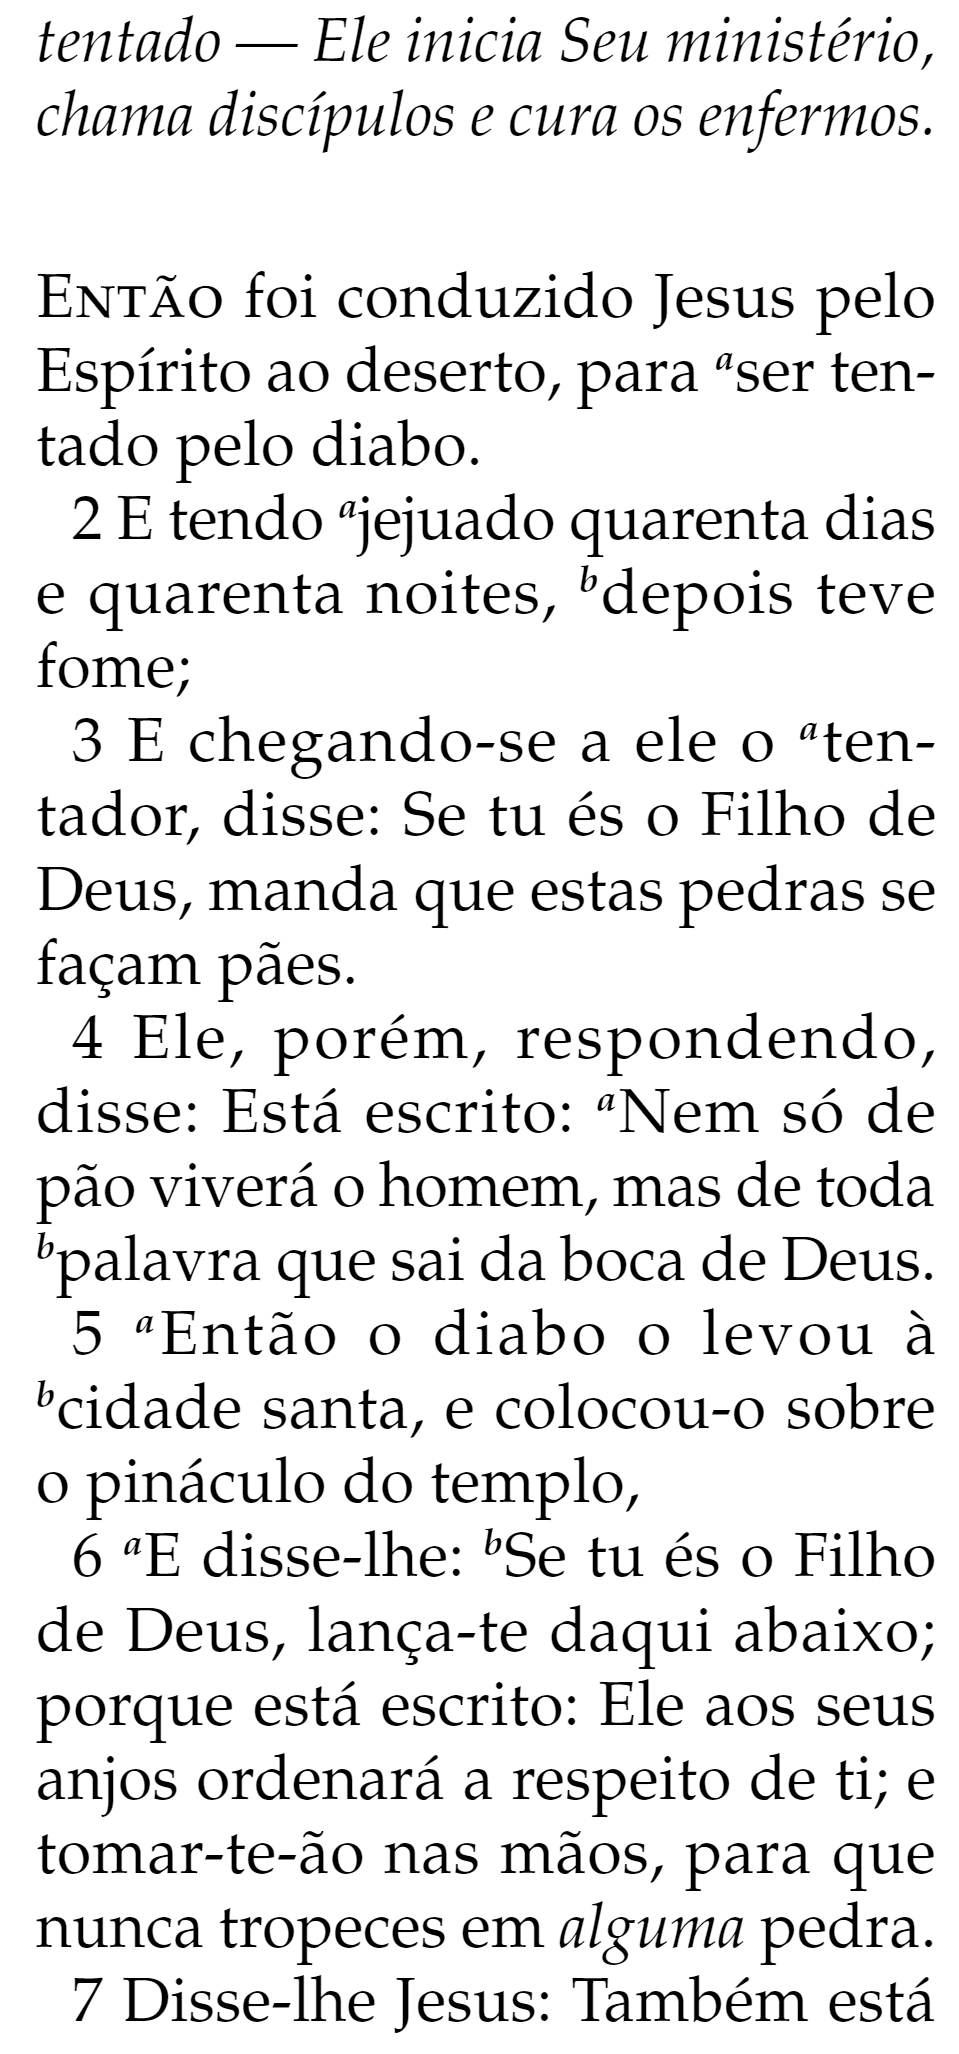 tentado — Ele inicia Seu ministério,
chama discípulos e cura os enfermos.
Então foi conduzido Jesus pelo
Espírito ao deserto, para aser ten-
tado pelo diabo.
2 E tendo ajejuado quarenta dias
e quarenta noites, bdepois teve
fome;
3 E chegando-se a ele o aten-
tador, disse: Se tu és o Filho de
Deus, manda que estas pedras se
façam pães.
4 Ele, porém, respondendo,
disse: Está escrito: aNem só de
pão viverá o homem, mas de toda
bpalavra que sai da boca de Deus.
5 aEntão o diabo o levou à
bcidade santa, e colocou-o sobre
o pináculo do templo,
6 aE disse-lhe: bSe tu és o Filho
de Deus, lança-te daqui abaixo;
porque está escrito: Ele aos seus
anjos ordenará a respeito de ti; e
tomar-te-ão nas mãos, para que
nunca tropeces em alguma pedra.
7 Disse-lhe Jesus: Também está